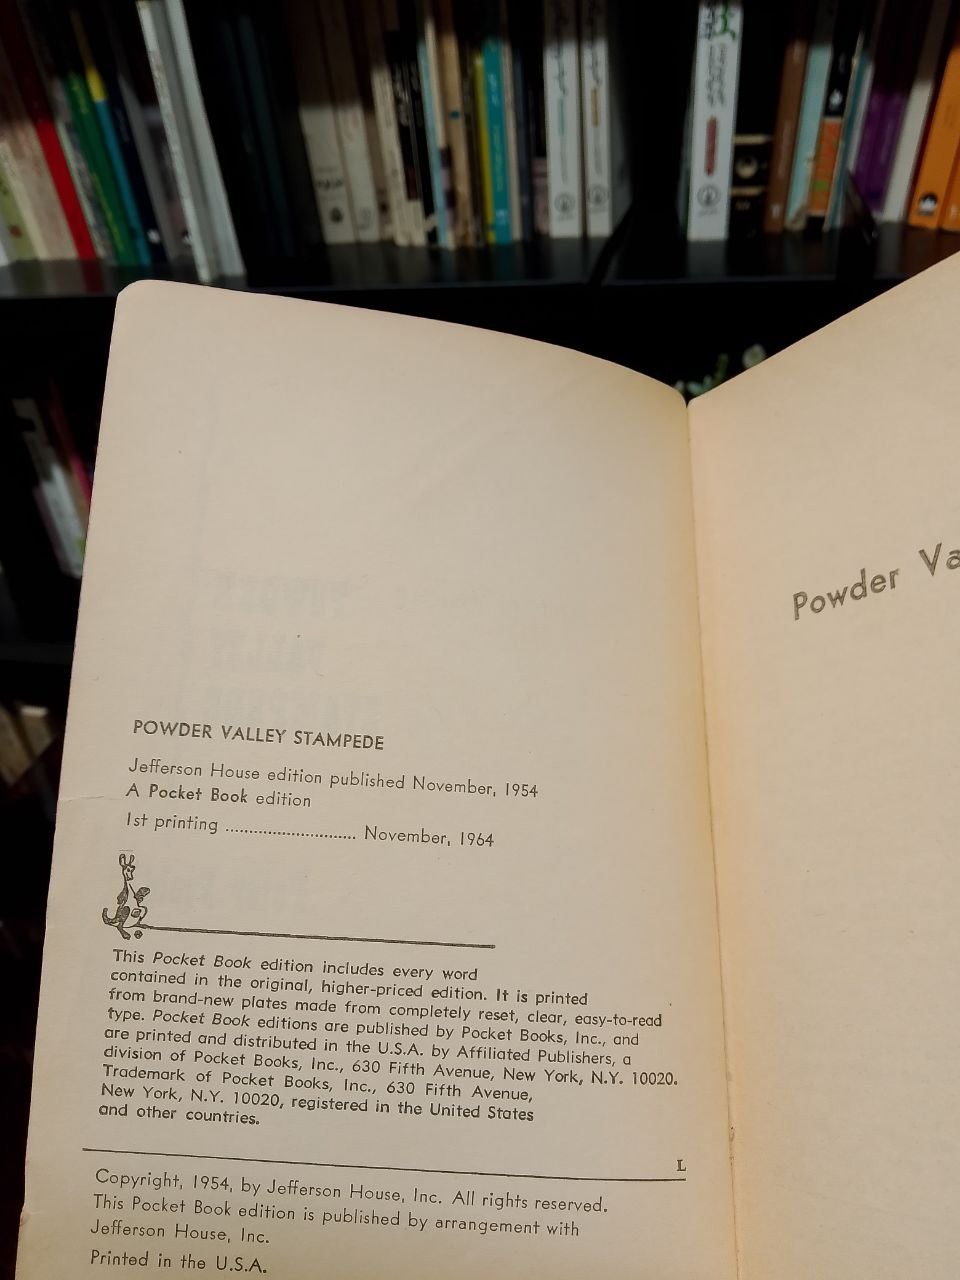 POWDER VALLEY STAMPEDE
Jefferson House edition published November, 1954
A Pocket Book edition
1st printing ............................ November, 1964
This Pocket Book edition includes every word
contained in the original, higher-priced edition. It is printed
from brand-new plates made from completely reset, clear, easy-to-read
type. Pocket Book editions are published by Pocket Books, Inc., and
are printed and distributed in the U.S.A. by Affiliated Publishers, a
division of Pocket Books, Inc., 630 Fifth Avenue, New York, N.Y. 10020.
Trademark of Pocket Books, Inc., 630 Fifth Avenue,
New York, N.Y. 10020, registered in the United States
and other countries.
L
Copyright, 1954, by Jefferson House, Inc. All rights reserved.
This Pocket Book edition is published by arrangement with
Jefferson House, Inc.
Printed in the U.S.A.
Powder Va